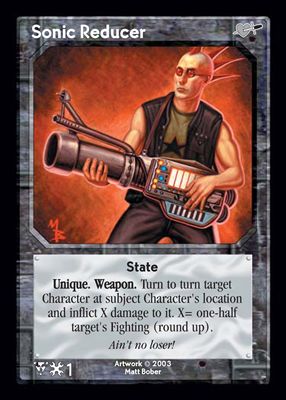 Sonic Reducer
MB
State
Unique. Weapon. Turn to turn target
Character at subject Character's location
and inflict X damage to it. X= one-half
target's Fighting (round up).
Ain't no loser!
1
Artwork © 2003
Matt Bober